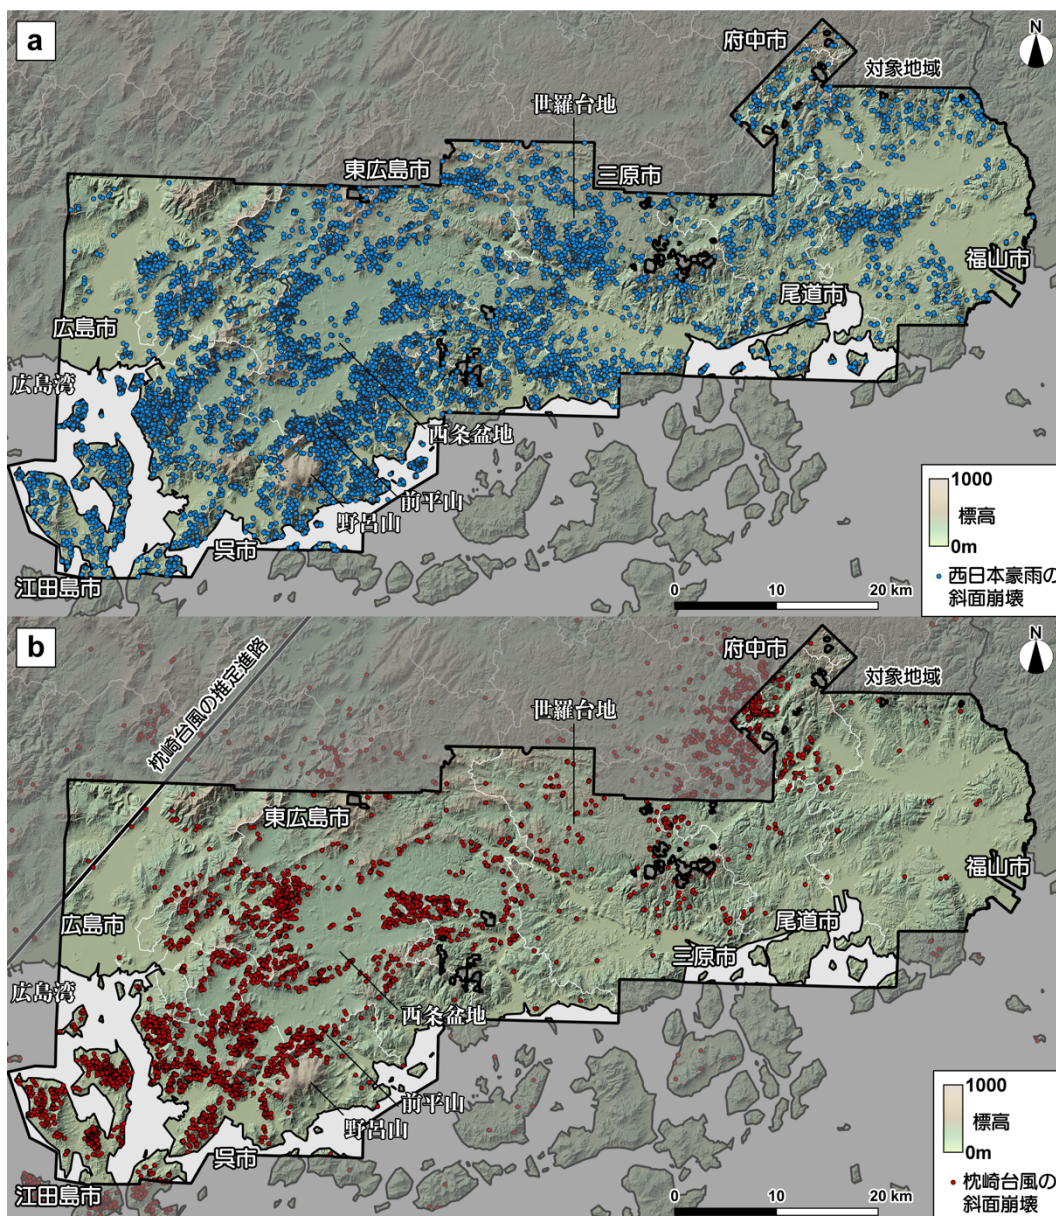 a
府中市
N
対象地域
世羅台地
東広島市
三原市
福山市
尾道市
広島市
広島湾
西条盆地
前平山
野呂山
呉市
江田島市
1000
標高
0m
西日本豪雨の
斜面崩壊
0 10 20 km
b
枕崎台風の推定進路
府中市
N
対象地域
世羅台地
東広島市
福山市
広島市
尾道市
三原市
広島湾
西条盆地
前平山
野呂山
呉市
江田島市
1000
標高
0m
枕崎台風の
斜面崩壊
0 10 20 km